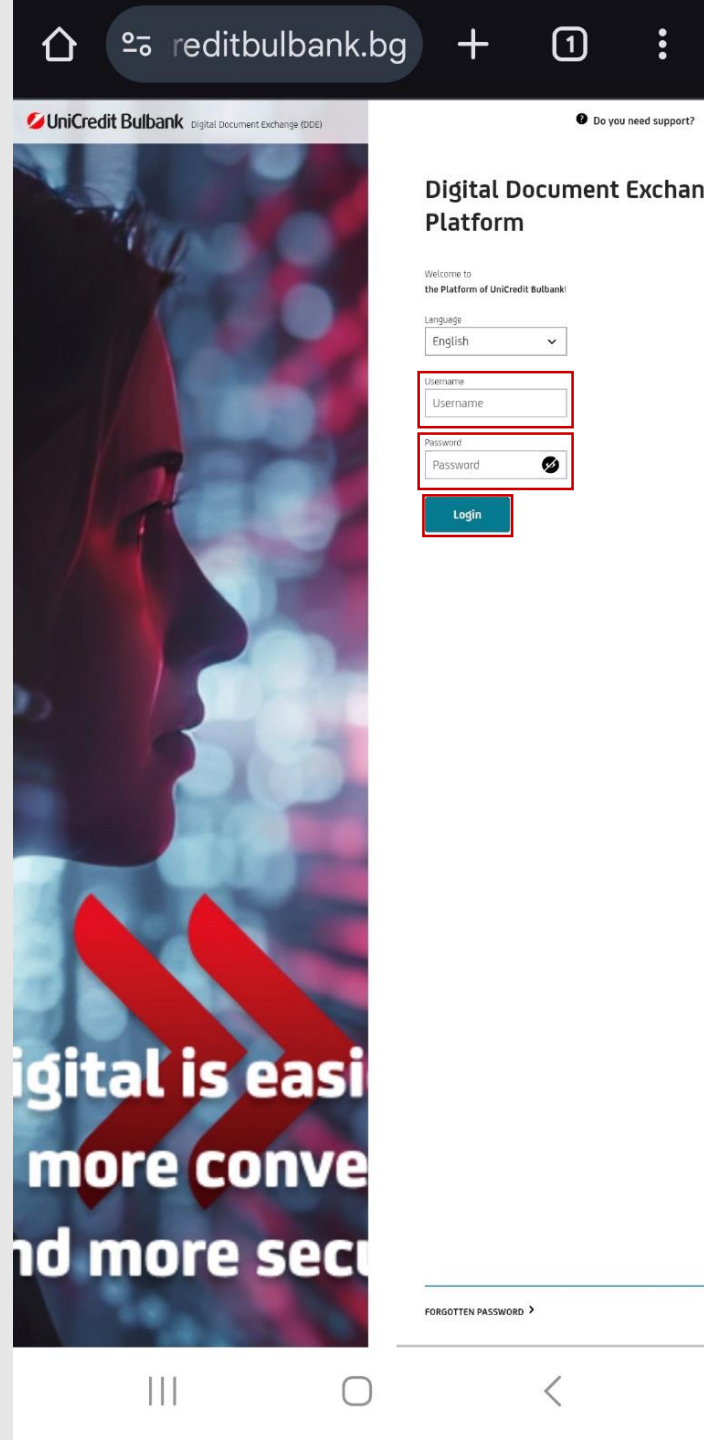 reditbulbank.bg
1
UniCredit Bulbank Digital Document Exchange (DDE)
Do you need support?
Digital Document Exchan
Platform
Welcome to
the Platform of UniCredit Bulbank!
Language
English
Username
Username
Password
Password
Login
igital is easi
more conve
nd more secu
FORGOTTEN PASSWORD